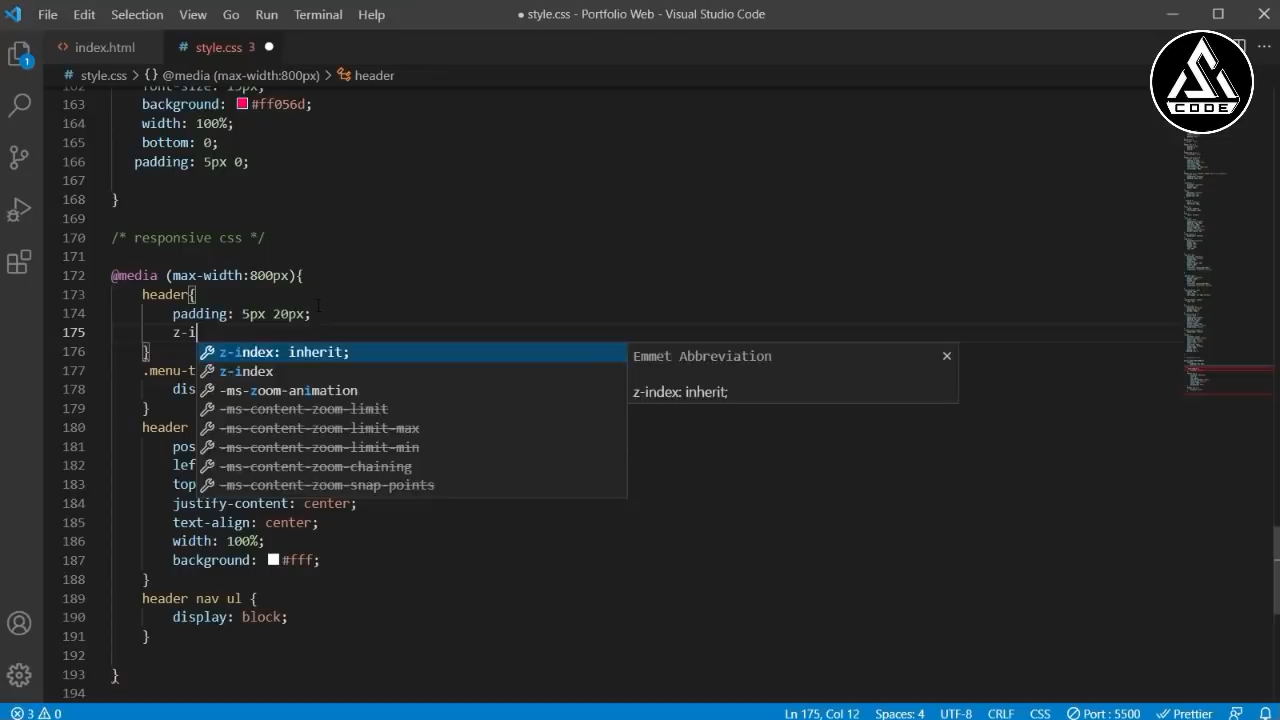 File Edit Selection View Go Run Terminal Help
● style.css - Portfolio Web - Visual Studio Code
<> index.html
# style.css 3 ●
# style.css > {} @media (max-width:800px) > header
CODE
1
162 font-size: 15px;
163 background: #ff056d;
164 width: 100%;
165 bottom: 0;
166 padding: 5px 0;
167
168 }
169
170 /* responsive css */
171
172 @media (max-width:800px){
173 header{
174 padding: 5px 20px;
175 z-i
176 }
z-index: inherit;
Emmet Abbreviation
z-index: inherit;
z-index
-ms-zoom-animation
-ms-content-zoom-limit
-ms-content-zoom-limit-max
-ms-content-zoom-limit-min
-ms-content-zoom-chaining
-ms-content-zoom-snap-points
177 .menu-t
178 dis
179 }
180 header
181 pos
182 lef
183 top
184 justify-content: center;
185 text-align: center;
186 width: 100%;
187 background: #fff;
188 }
189 header nav ul {
190 display: block;
191 }
192
193 }
194
3 0
Ln 175, Col 12 Spaces: 4 UTF-8 CRLF CSS Port : 5500 Prettier